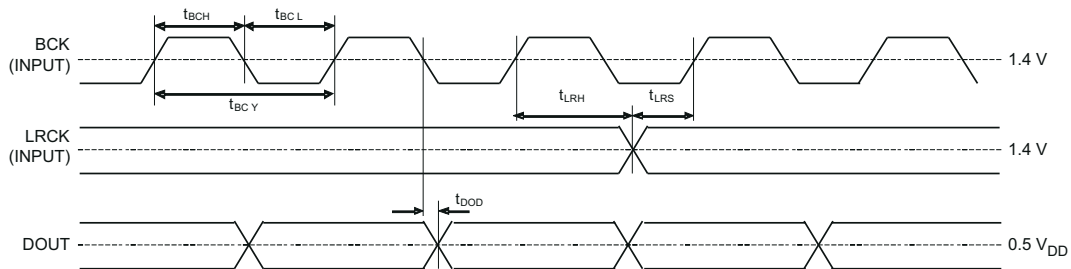 tBCH tBC L
BCK
(INPUT)
1.4 V
tBC Y
tLRH tLRS
LRCK
(INPUT)
1.4 V
tDOD
DOUT
0.5 VDD